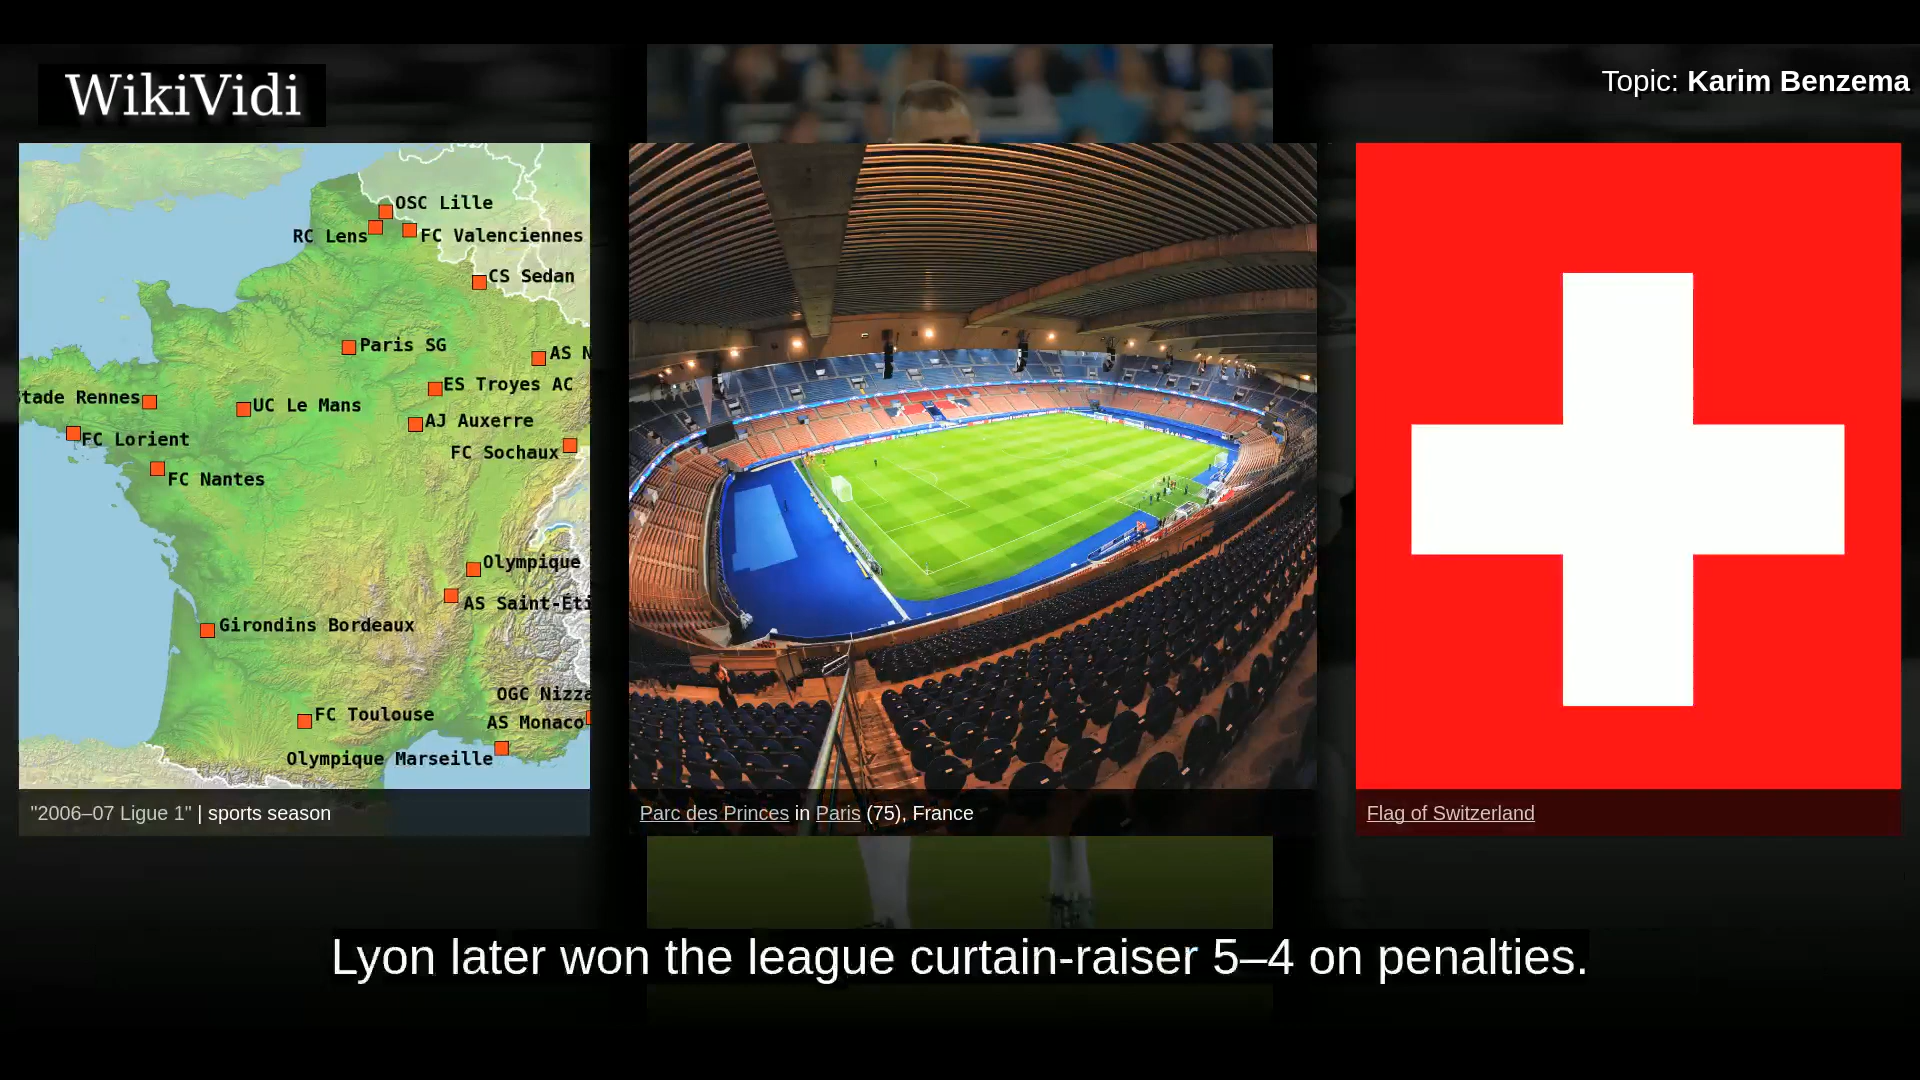 WikiVidi
Topic: Karim Benzema
OSC Lille
RC Lens
FC Valenciennes
CS Sedan
Paris SG
AS N
ES Troyes AC
tade Rennes
UC Le Mans
AJ Auxerre
FC Lorient
FC Sochaux
FC Nantes
Olympique
AS Saint-Éti
Girondins Bordeaux
OGC Nizza
FC Toulouse
AS Monaco
Olympique Marseille
"2006–07 Ligue 1" | sports season
Parc des Princes in Paris (75), France
Flag of Switzerland
Lyon later won the league curtain-raiser 5–4 on penalties.